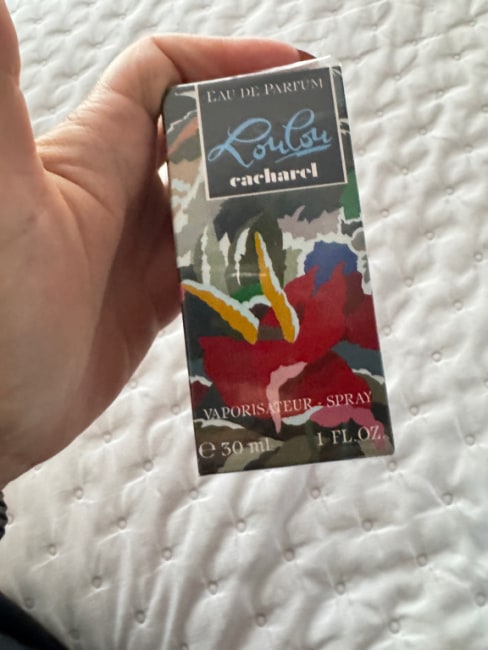 EAU DE PARFUM
Loulou
cacharel
VAPORISATEUR - SPRAY
℮ 30 ml 1 FL.OZ.